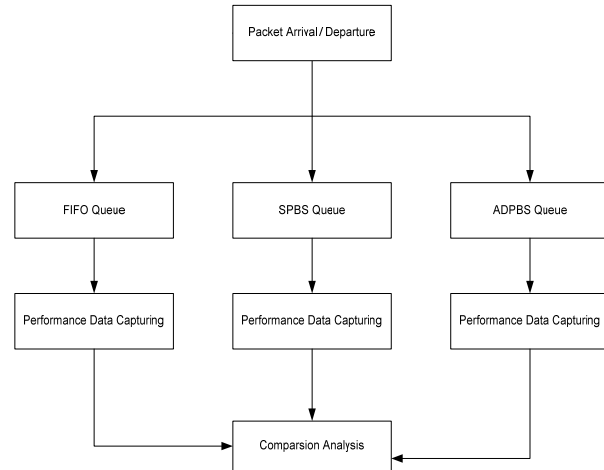 Packet Arrival / Departure
FIFO Queue
SPBS Queue
ADPBS Queue
Performance Data Capturing
Performance Data Capturing
Performance Data Capturing
Comparsion Analysis